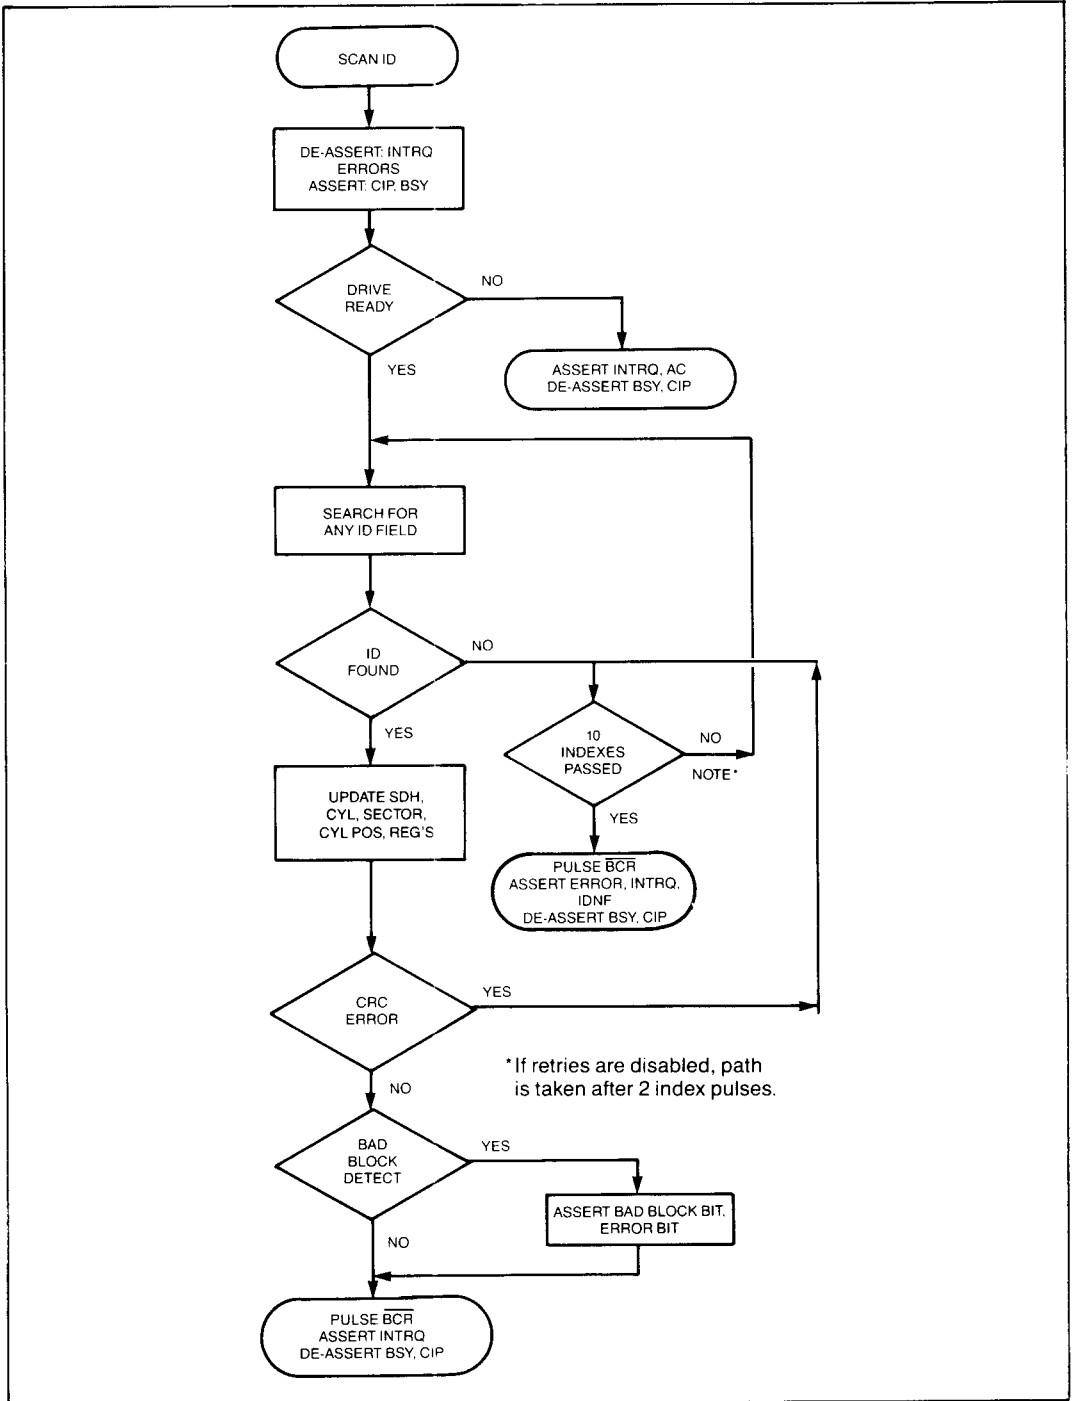 SCAN ID
DE-ASSERT: INTRQ
ERRORS
ASSERT: CIP, BSY
DRIVE
READY
NO
YES
ASSERT INTRQ, AC
DE-ASSERT BSY, CIP
SEARCH FOR
ANY ID FIELD
ID
FOUND
NO
YES
10
INDEXES
PASSED
NO
NOTE*
YES
UPDATE SDH,
CYL, SECTOR,
CYL POS, REG'S
PULSE BCR
ASSERT ERROR, INTRQ,
IDNF
DE-ASSERT BSY, CIP
CRC
ERROR
YES
NO
* If retries are disabled, path
is taken after 2 index pulses.
BAD
BLOCK
DETECT
YES
NO
ASSERT BAD BLOCK BIT,
ERROR BIT
PULSE BCR
ASSERT INTRQ
DE-ASSERT BSY, CIP